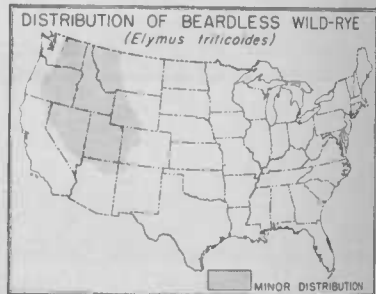 DISTRIBUTION OF BEARDLESS WILD-RYE
(Elymus triticoides)
MINOR DISTRIBUTION